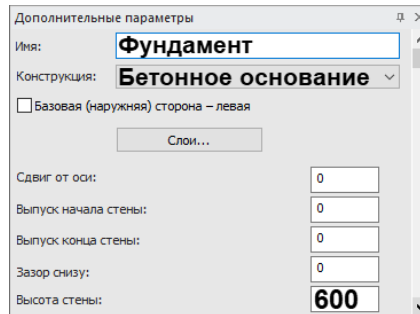 Дополнительные параметры
Имя: Фундамент
Конструкция: Бетонное основание
Базовая (наружняя) сторона – левая
Слои...
Сдвиг от оси: 0
Выпуск начала стены: 0
Выпуск конца стены: 0
Зазор снизу: 0
Высота стены: 600